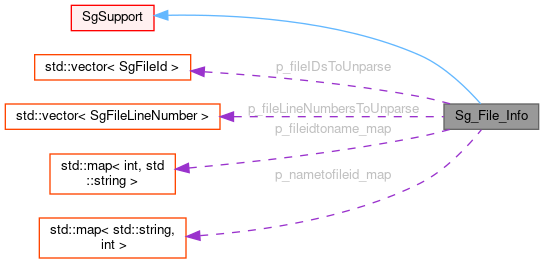 SgSupport
p_fileIDsToUnparse
std::vector< SgFileId >
p_fileLineNumbersToUnparse
std::vector< SgFileLineNumber >
Sg_File_Info
p_fileidtoname_map
std::map< int, std
::string >
p_nametofileid_map
std::map< std::string,
int >